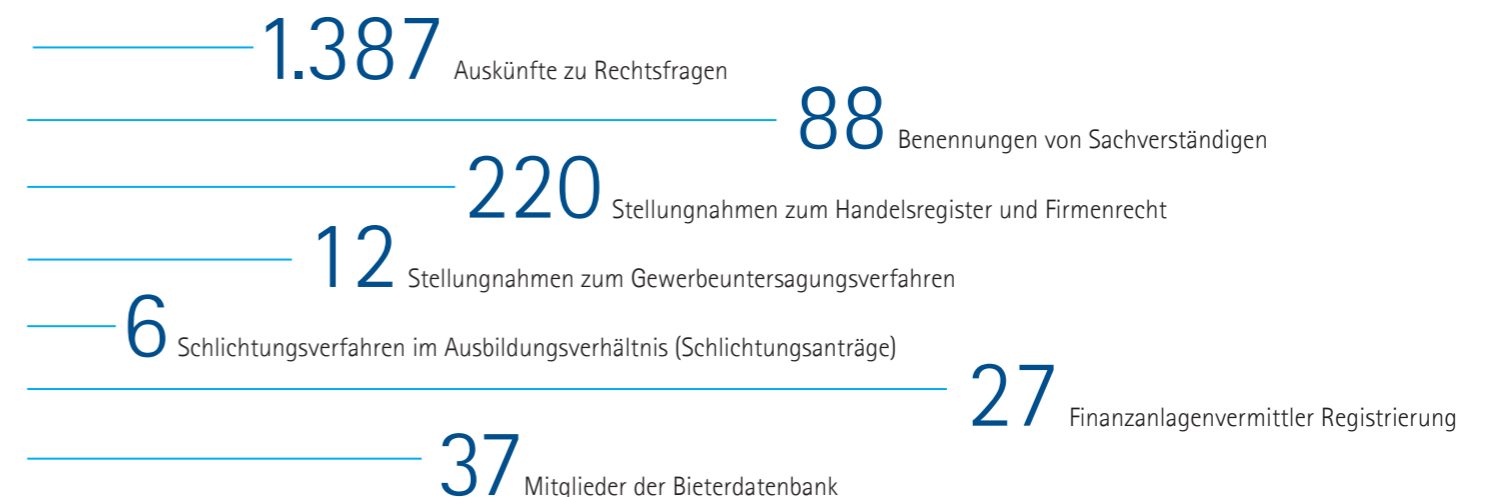 1.387 Auskünfte zu Rechtsfragen
88 Benennungen von Sachverständigen
220 Stellungnahmen zum Handelsregister und Firmenrecht
12 Stellungnahmen zum Gewerbeuntersagungsverfahren
6 Schlichtungsverfahren im Ausbildungsverhältnis (Schlichtungsanträge)
27 Finanzanlagenvermittler Registrierung
37 Mitglieder der Bieterdatenbank